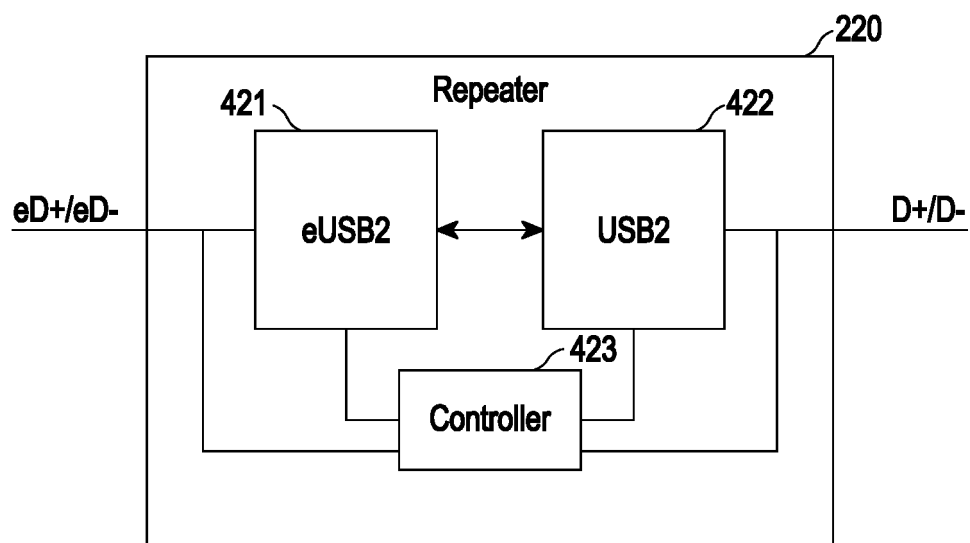 220
Repeater
421
422
eD+/eD-
eUSB2
USB2
D+/D-
423
Controller